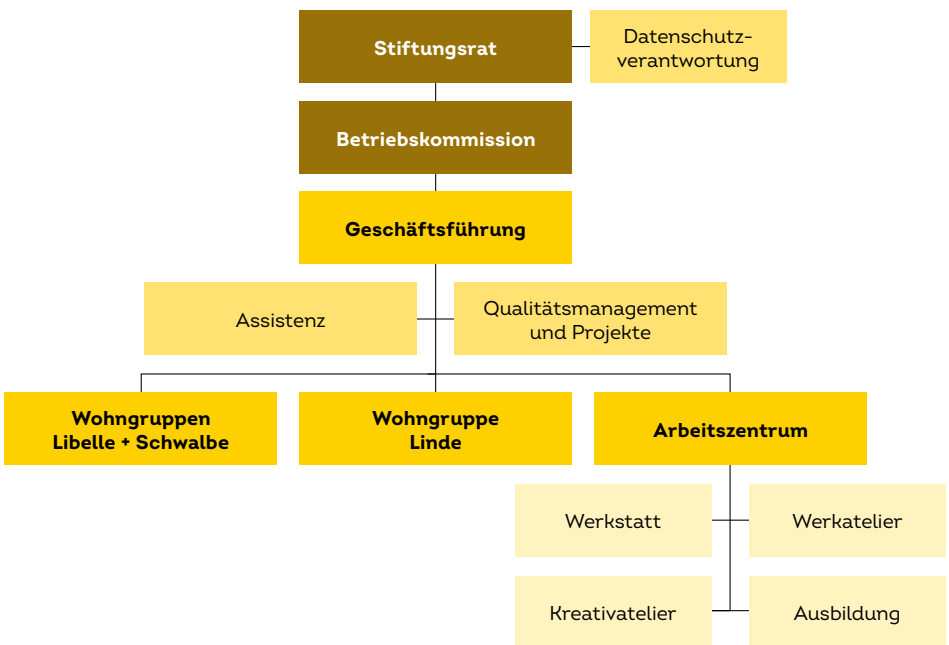 Stiftungsrat
Datenschutz-
verantwortung
Betriebskommission
Geschäftsführung
Assistenz
Qualitätsmanagement
und Projekte
Wohngruppen
Libelle + Schwalbe
Wohngruppe
Linde
Arbeitszentrum
Werkstatt
Werkatelier
Kreativatelier
Ausbildung